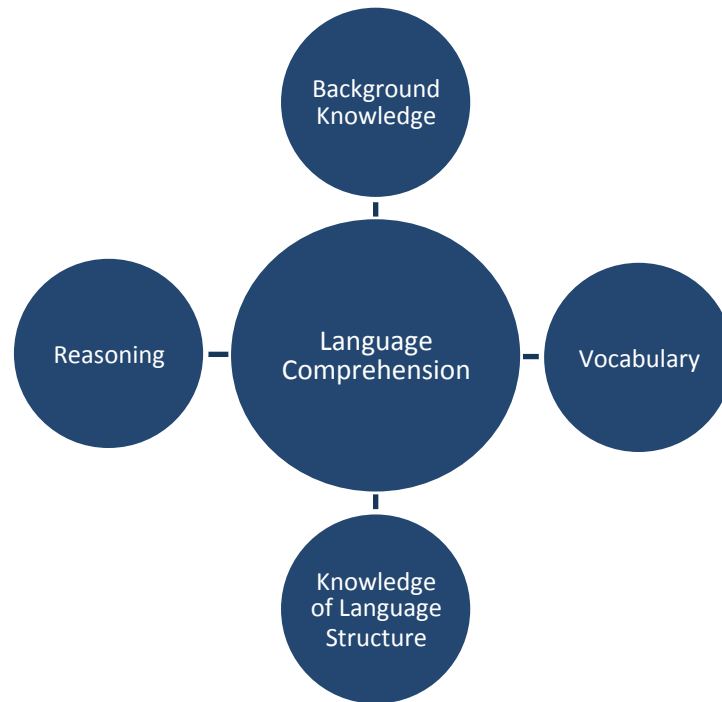 Background
Knowledge
Reasoning
Language
Comprehension
Vocabulary
Knowledge
of Language
Structure